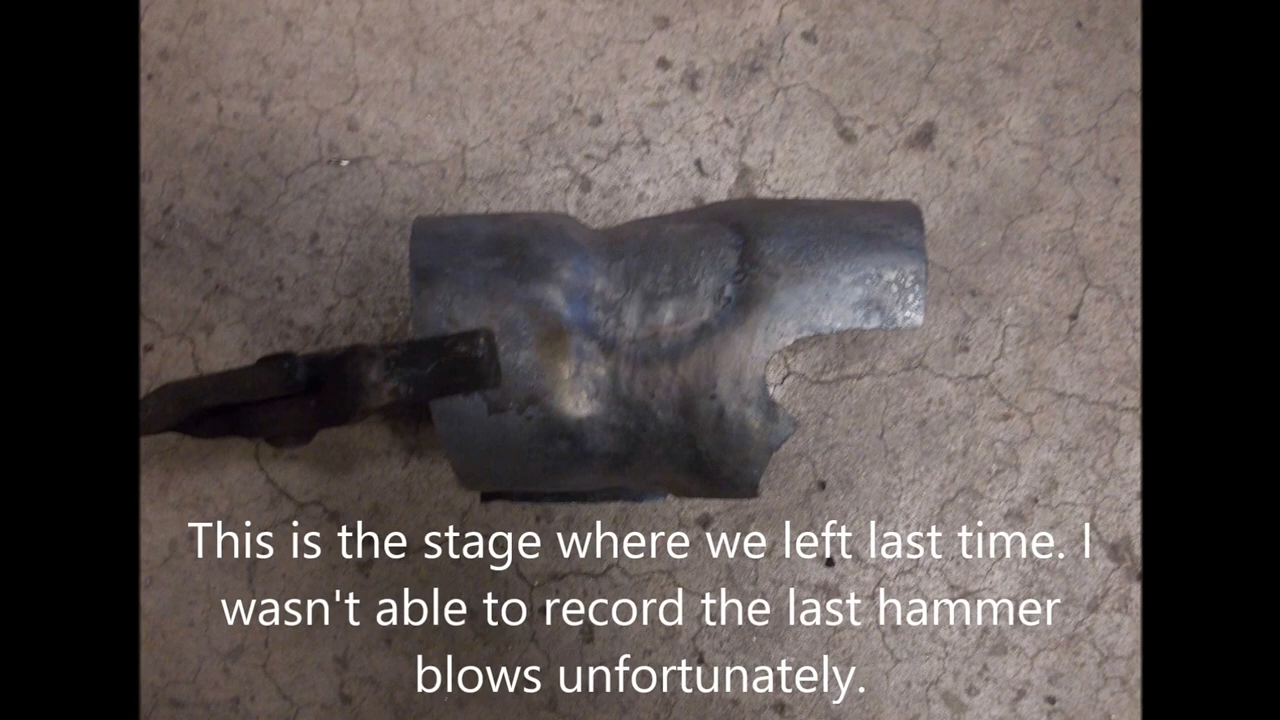 This is the stage where we left last time. I
wasn't able to record the last hammer
blows unfortunately.